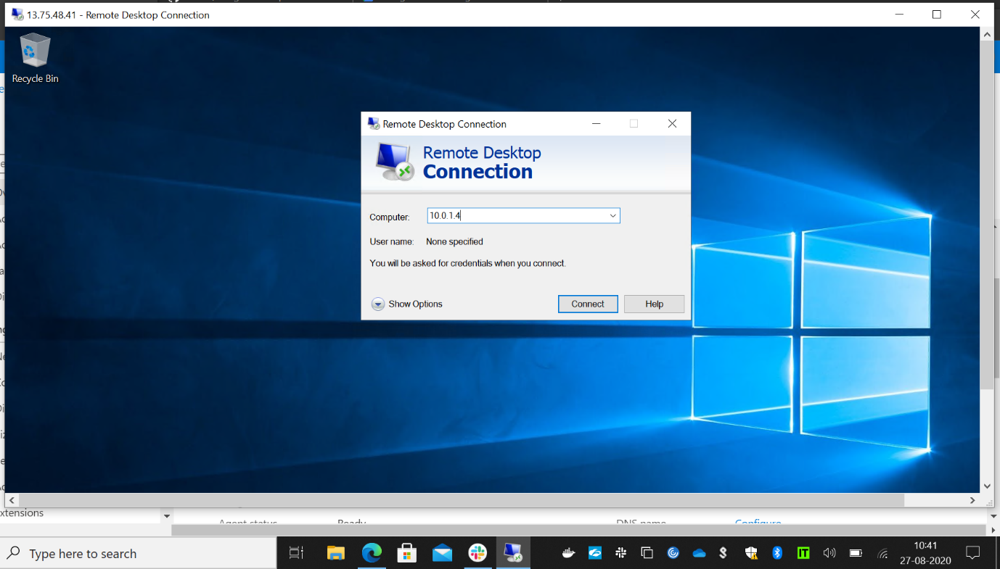 13.75.48.41 - Remote Desktop Connection
Recycle Bin
Remote Desktop Connection
Remote Desktop
Connection
Computer:
10.0.1.4
User name:
None specified
You will be asked for credentials when you connect.
Show Options
Connect
Help
xtensions
Agent status
Ready
DNS name
Configure
Type here to search
IT
10:41
27-08-2020